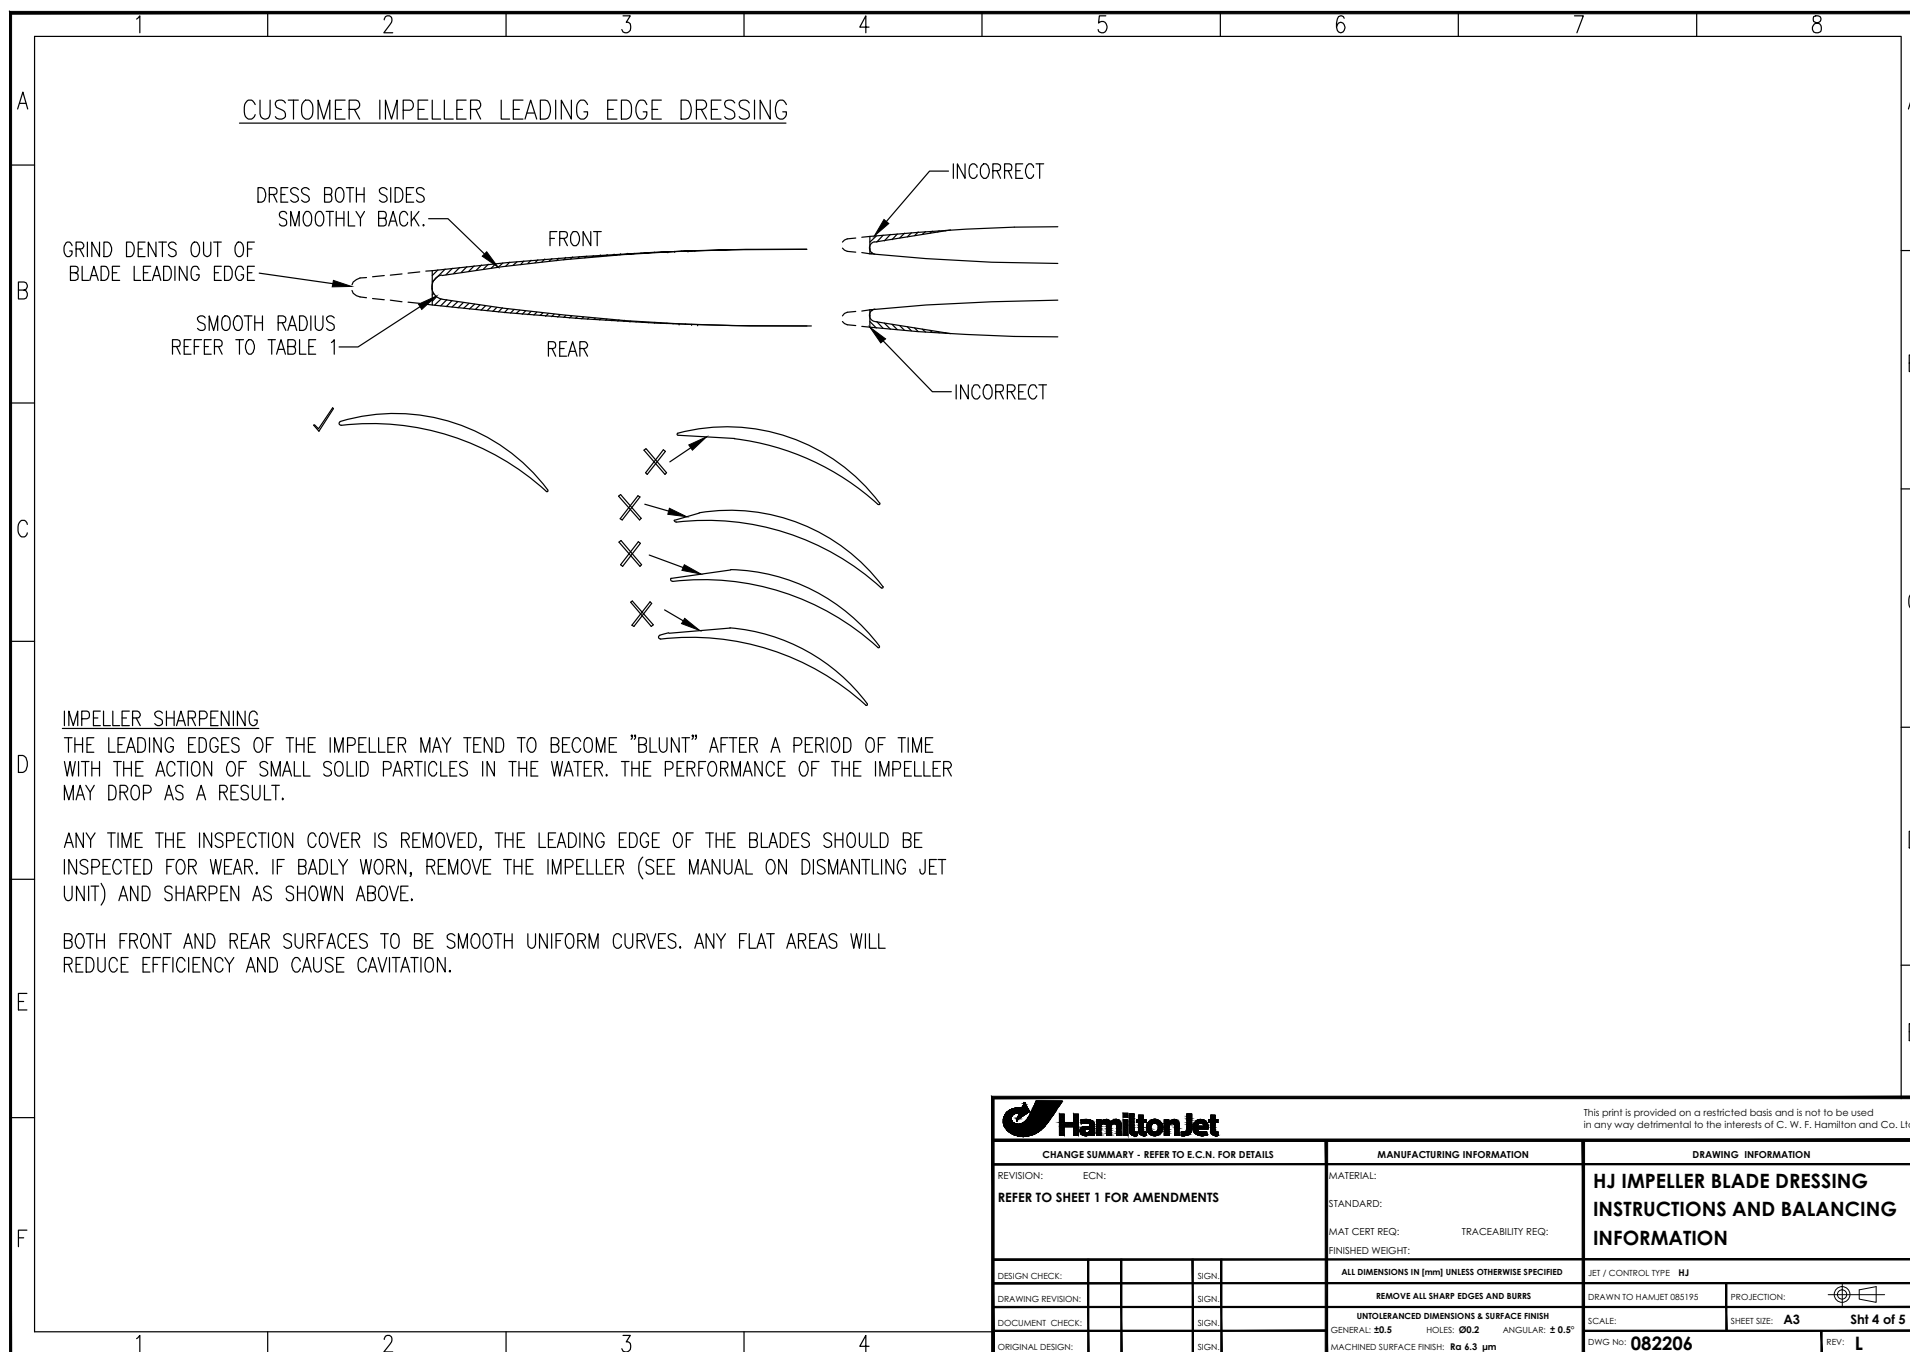 1 2 3 4 5 6 7 8
A
CUSTOMER IMPELLER LEADING EDGE DRESSING
INCORRECT
DRESS BOTH SIDES
SMOOTHLY BACK.
FRONT
GRIND DENTS OUT OF
BLADE LEADING EDGE
B
SMOOTH RADIUS
REFER TO TABLE 1
REAR
INCORRECT
C
IMPELLER SHARPENING
THE LEADING EDGES OF THE IMPELLER MAY TEND TO BECOME "BLUNT" AFTER A PERIOD OF TIME
D
WITH THE ACTION OF SMALL SOLID PARTICLES IN THE WATER. THE PERFORMANCE OF THE IMPELLER
MAY DROP AS A RESULT.
ANY TIME THE INSPECTION COVER IS REMOVED, THE LEADING EDGE OF THE BLADES SHOULD BE
INSPECTED FOR WEAR. IF BADLY WORN, REMOVE THE IMPELLER (SEE MANUAL ON DISMANTLING JET
UNIT) AND SHARPEN AS SHOWN ABOVE.
BOTH FRONT AND REAR SURFACES TO BE SMOOTH UNIFORM CURVES. ANY FLAT AREAS WILL
REDUCE EFFICIENCY AND CAUSE CAVITATION.
E
F
HamiltonJet
This print is provided on a restricted basis and is not to be used
in any way detrimental to the interests of C. W. F. Hamilton and Co. Ltd
CHANGE SUMMARY - REFER TO E.C.N. FOR DETAILS
REVISION: ECN:
REFER TO SHEET 1 FOR AMENDMENTS
MANUFACTURING INFORMATION
MATERIAL:
STANDARD:
MAT CERT REQ: TRACEABILITY REQ:
FINISHED WEIGHT:
DRAWING INFORMATION
HJ IMPELLER BLADE DRESSING
INSTRUCTIONS AND BALANCING
INFORMATION
DESIGN CHECK: SIGN.
DRAWING REVISION: SIGN.
DOCUMENT CHECK: SIGN.
ORIGINAL DESIGN: SIGN.
ALL DIMENSIONS IN [mm] UNLESS OTHERWISE SPECIFIED
REMOVE ALL SHARP EDGES AND BURRS
UNTOLERANCED DIMENSIONS & SURFACE FINISH
GENERAL: ±0.5 HOLES: Ø0.2 ANGULAR: ± 0.5°
MACHINED SURFACE FINISH: Ra 6.3 µm
JET / CONTROL TYPE HJ
DRAWN TO HAMJET 085195 PROJECTION:
SCALE: SHEET SIZE: A3 Sht 4 of 5
DWG No: 082206 REV: L
1 2 3 4